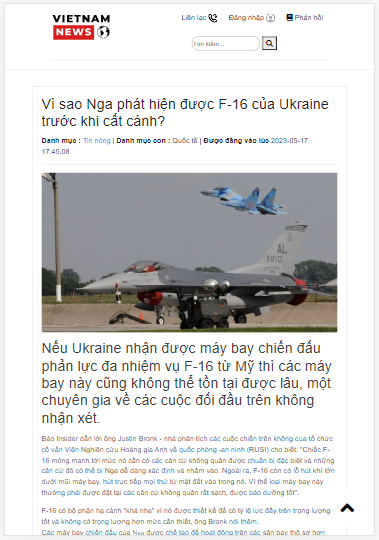 VIETNAM
NEWS
Liên lạc
Đăng nhập
Phản hồi
Tìm kiếm...
Vì sao Nga phát hiện được F-16 của Ukraine
trước khi cất cánh?
Danh mục : Tin nóng | Danh mục con : Quốc tế | Được đăng vào lúc 2023-05-17
17:45:08
AL
Nếu Ukraine nhận được máy bay chiến đấu
phản lực đa nhiệm vụ F-16 từ Mỹ thì các máy
bay này cũng không thể tồn tại được lâu, một
chuyên gia về các cuộc đối đầu trên không
nhận xét.
Báo Insider dẫn lời ông Justin Bronk - nhà phân tích các cuộc chiến trên không của tổ chức
cố vấn Viện Nghiên cứu Hoàng gia Anh về quốc phòng -an ninh (RUSI) cho biết: "Chiếc F-
16 mỏng manh tới mức nó cần có các căn cứ không quân được chuẩn bị đặc biệt và những
căn cứ đó có thể bị Nga dễ dàng xác định và nhắm vào. Ngoài ra, F-16 còn có lỗ hút khí lớn
dưới mũi máy bay, hút trực tiếp mọi thứ từ mặt đất vào trong nó. Vì thế loại máy bay này
thường phải được đặt tại các căn cứ không quân rất sạch, được bảo dưỡng tốt".
F-16 có bộ phận hạ cánh "khá nhẹ" vì nó được thiết kế để có tỷ lệ lực đẩy trên trọng lượng
tốt và không có trọng lượng hơn mức cần thiết, ông Bronk nói thêm.
Các máy bay chiến đấu của Nga được chế tạo để hoạt động trên các sân bay thô sơ hơn